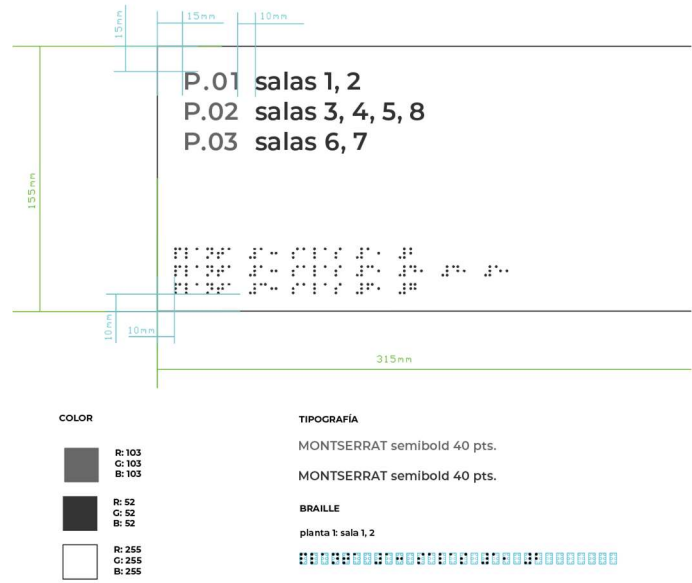 15mm
10mm
15mm
P.01 salas 1, 2
P.02 salas 3, 4, 5, 8
P.03 salas 6, 7
155mm
10mm
10mm
315mm
COLOR
R: 103
G: 103
B: 103
R: 52
G: 52
B: 52
R: 255
G: 255
B: 255
TIPOGRAFÍA
MONTSERRAT semibold 40 pts.
MONTSERRAT semibold 40 pts.
BRAILLE
planta 1: sala 1, 2